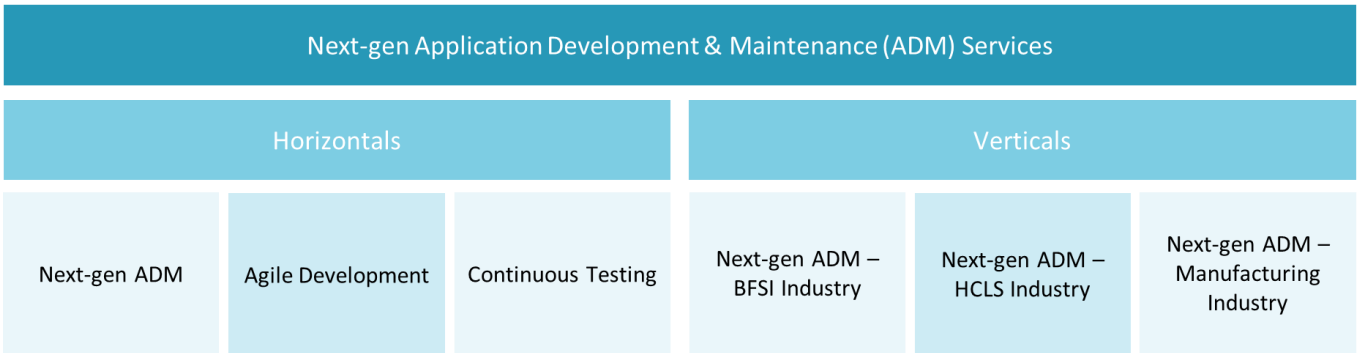 Next-gen Application Development & Maintenance (ADM) Services
Horizontals
Verticals
Next-gen ADM
Agile Development
Continuous Testing
Next-gen ADM –
BFSI Industry
Next-gen ADM –
HCLS Industry
Next-gen ADM –
Manufacturing
Industry